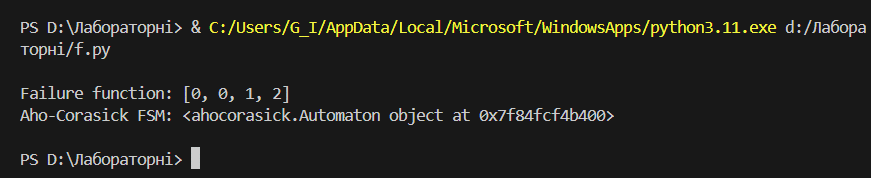 PS D:\Лабораторні> & C:/Users/G_I/AppData/Local/Microsoft/WindowsApps/python3.11.exe d:/Лабора
торні/f.py
Failure function: [0, 0, 1, 2]
Aho-Corasick FSM: <ahocorasick.Automaton object at 0x7f84fcf4b400>
PS D:\Лабораторні>